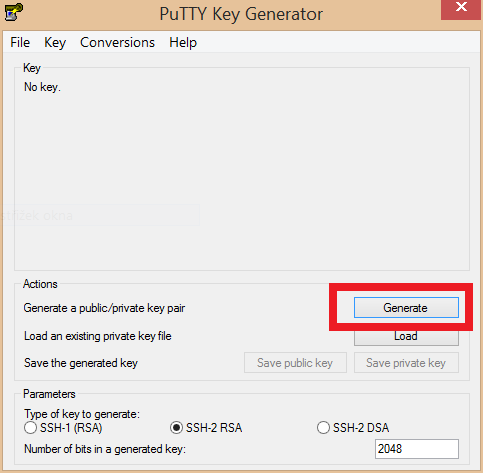 PuTTY Key Generator
File Key Conversions Help
Key
No key.
Actions
Generate a public/private key pair
Generate
Load an existing private key file
Load
Save the generated key
Save public key
Save private key
Parameters
Type of key to generate:
SSH-1 (RSA) SSH-2 RSA SSH-2 DSA
Number of bits in a generated key:
2048